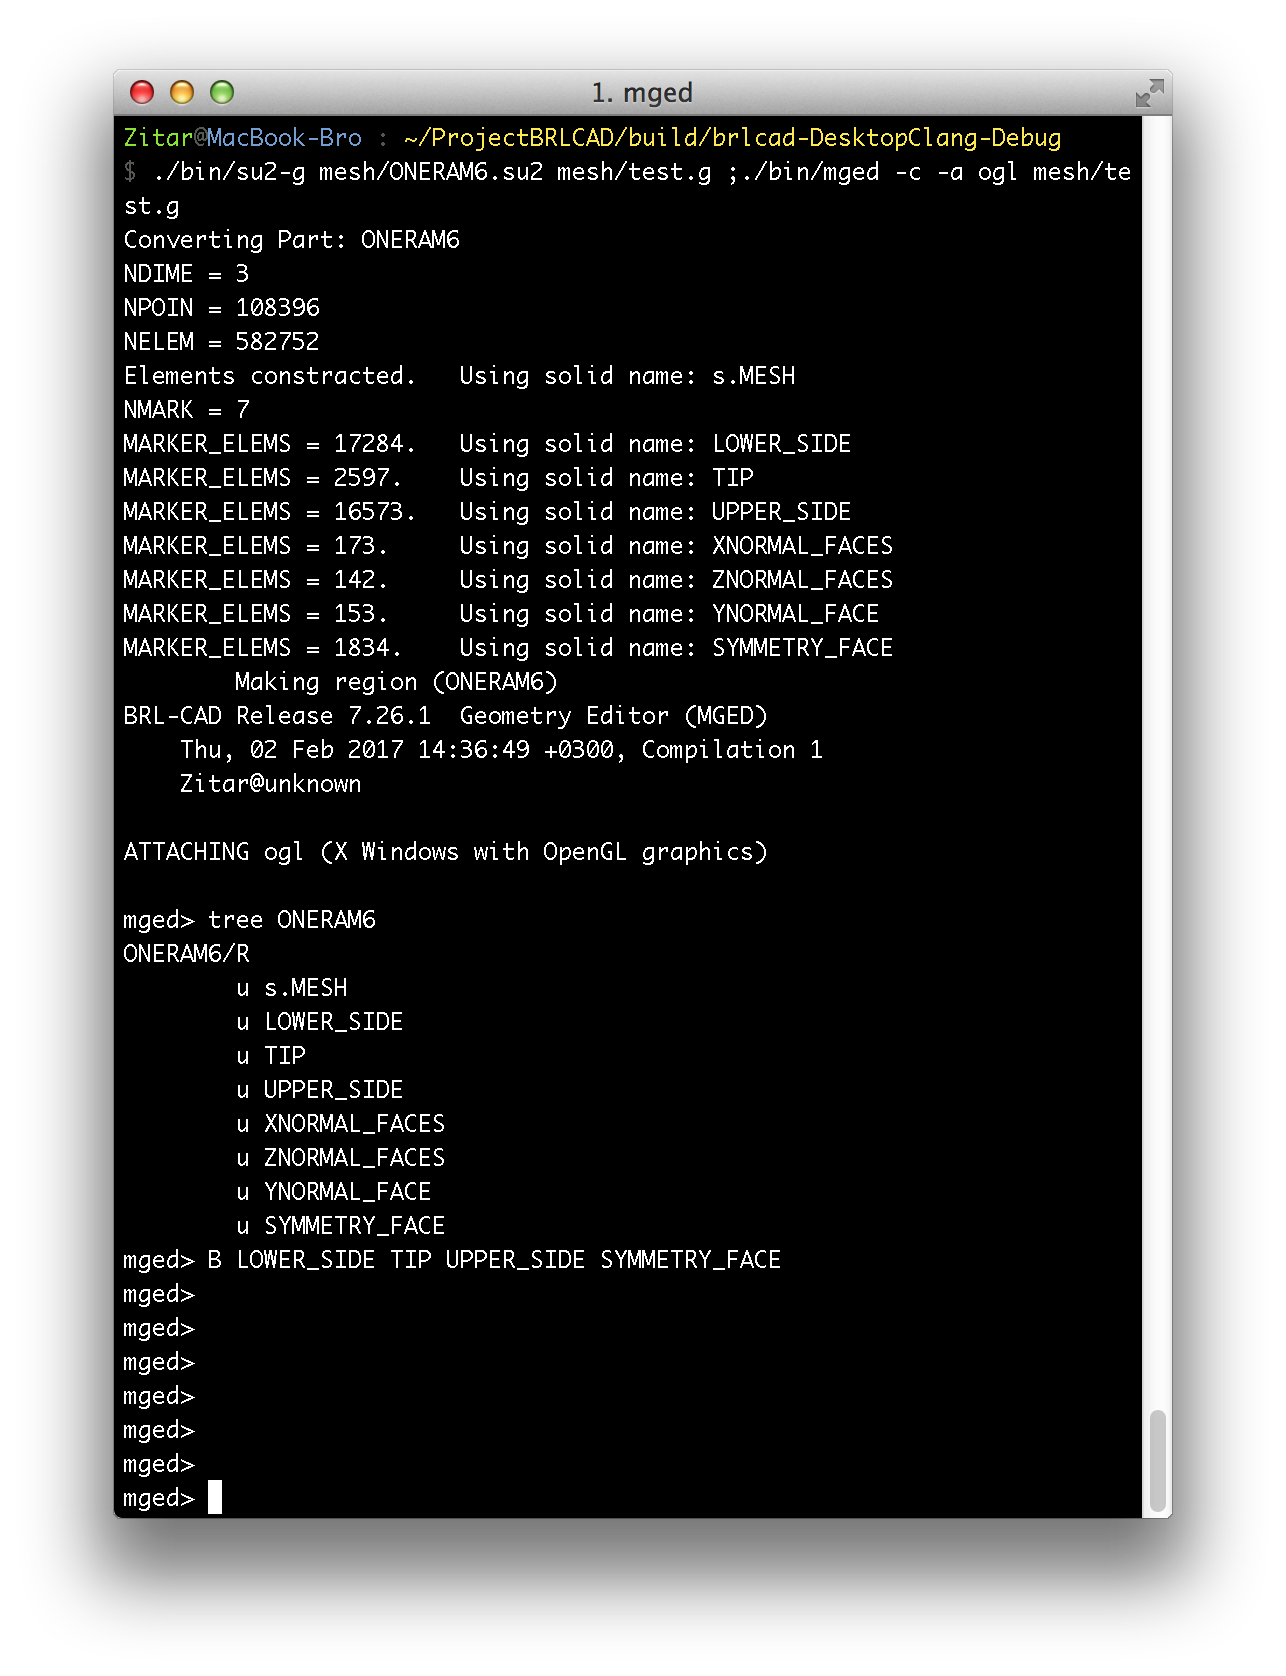 1. mged
Zitar@MacBook-Bro : ~/ProjectBRLCAD/build/brlcad-DesktopClang-Debug
$ ./bin/su2-g mesh/ONERAM6.su2 mesh/test.g ;./bin/mged -c -a ogl mesh/te
st.g
Converting Part: ONERAM6
NDIME = 3
NPOIN = 108396
NELEM = 582752
Elements constracted.   Using solid name: s.MESH
NMARK = 7
MARKER_ELEMS = 17284.   Using solid name: LOWER_SIDE
MARKER_ELEMS = 2597.    Using solid name: TIP
MARKER_ELEMS = 16573.   Using solid name: UPPER_SIDE
MARKER_ELEMS = 173.     Using solid name: XNORMAL_FACES
MARKER_ELEMS = 142.     Using solid name: ZNORMAL_FACES
MARKER_ELEMS = 153.     Using solid name: YNORMAL_FACE
MARKER_ELEMS = 1834.    Using solid name: SYMMETRY_FACE
        Making region (ONERAM6)
BRL-CAD Release 7.26.1  Geometry Editor (MGED)
    Thu, 02 Feb 2017 14:36:49 +0300, Compilation 1
    Zitar@unknown
ATTACHING ogl (X Windows with OpenGL graphics)
mged> tree ONERAM6
ONERAM6/R
        u s.MESH
        u LOWER_SIDE
        u TIP
        u UPPER_SIDE
        u XNORMAL_FACES
        u ZNORMAL_FACES
        u YNORMAL_FACE
        u SYMMETRY_FACE
mged> B LOWER_SIDE TIP UPPER_SIDE SYMMETRY_FACE
mged>
mged>
mged>
mged>
mged>
mged>
mged>